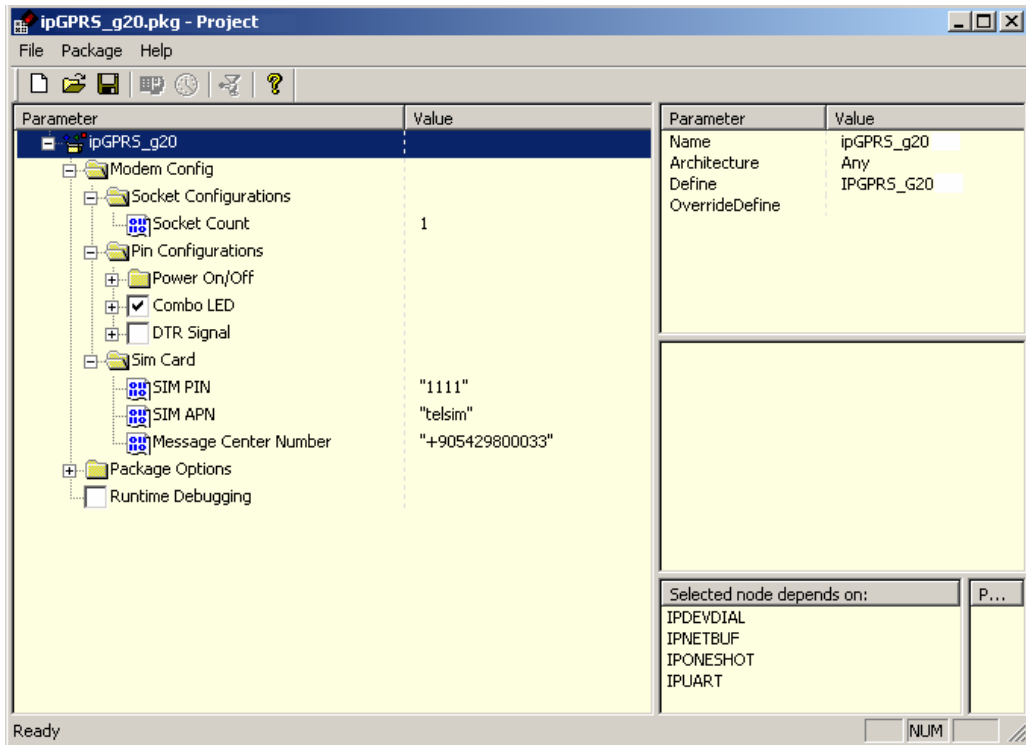 ipGPRS_g20.pkg - Project
File Package Help
Parameter Value
ipGPRS_g20
Modem Config
Socket Configurations
Socket Count 1
Pin Configurations
Power On/Off
Combo LED
DTR Signal
Sim Card
SIM PIN "1111"
SIM APN "telsim"
Message Center Number "+905429800033"
Package Options
Runtime Debugging
Parameter Value
Name ipGPRS_g20
Architecture Any
Define IPGPRS_G20
OverrideDefine
Selected node depends on: P...
IPDEVDIAL
IPNETBUF
IPONESHOT
IPUART
Ready NUM